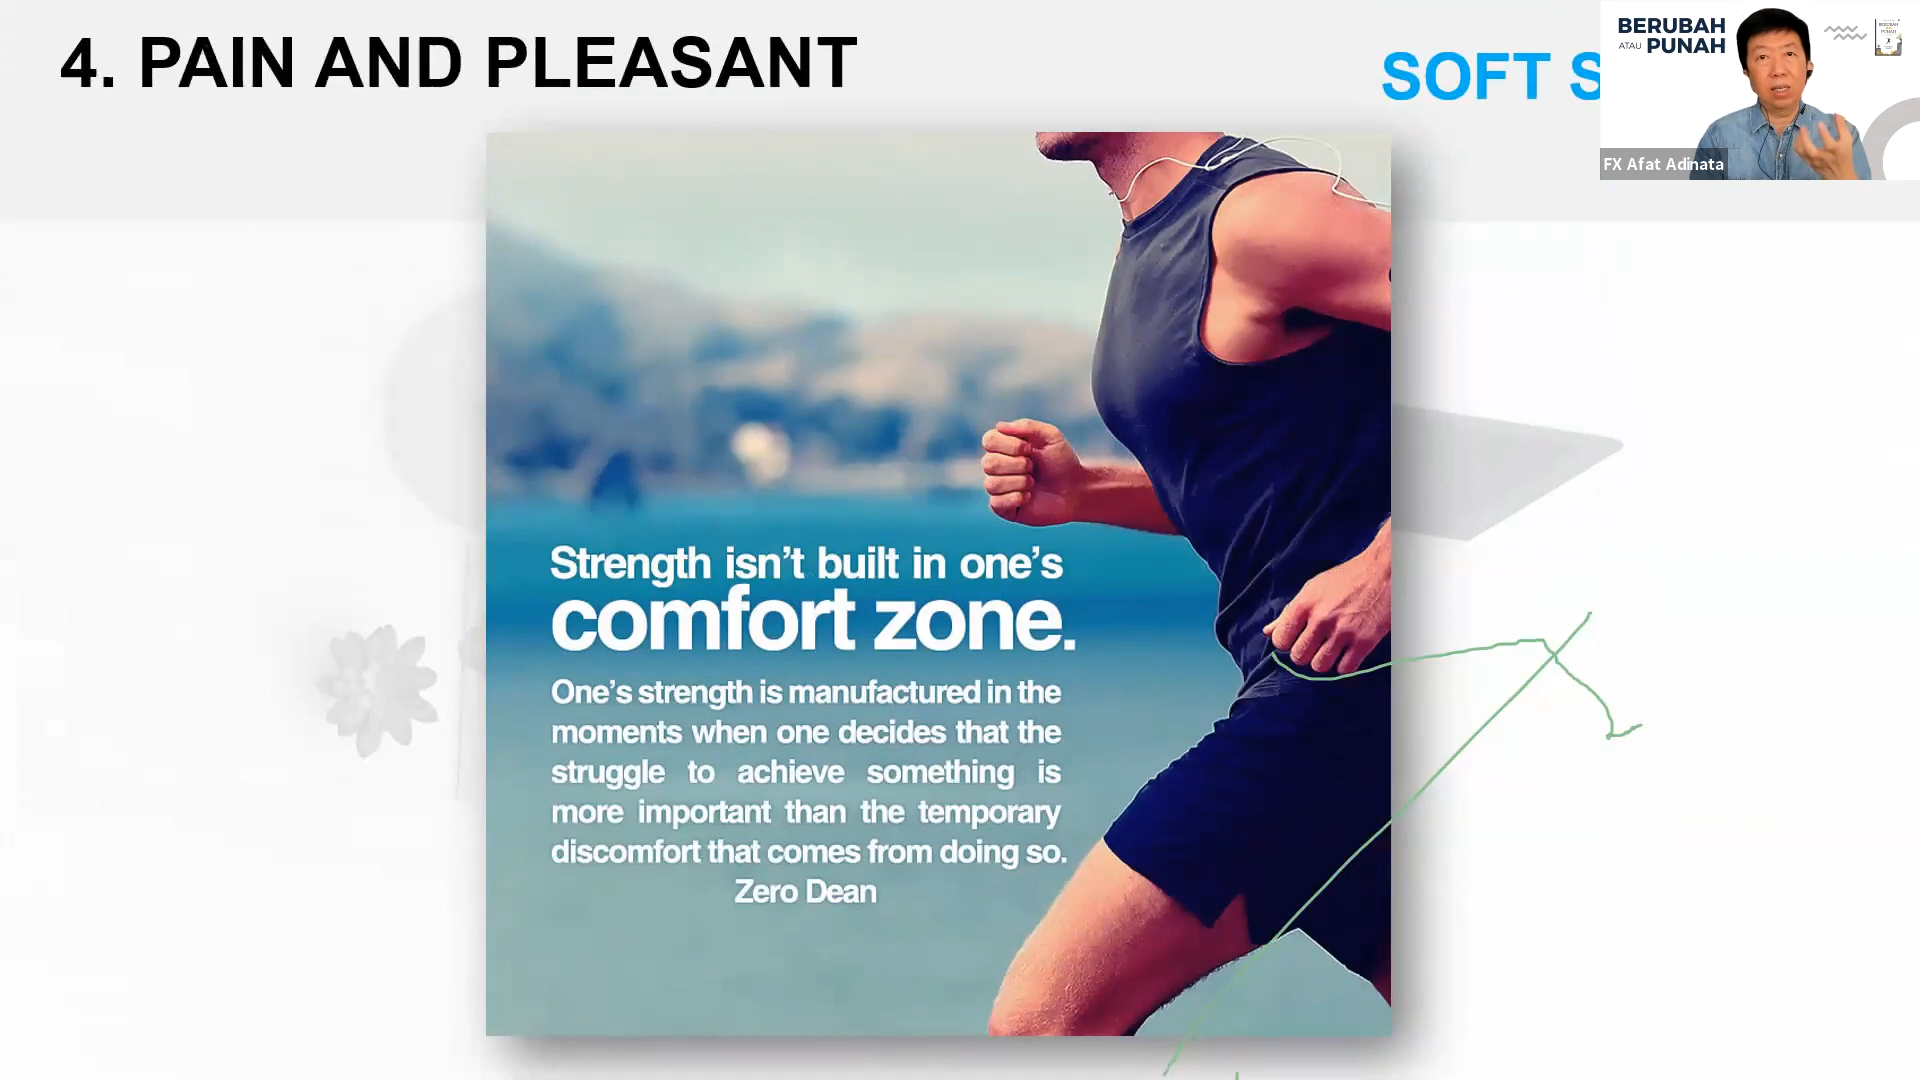 4. PAIN AND PLEASANT
SOFT S
BERUBAH
ATAU PUNAH
FX Afat Adinata
Strength isn’t built in one’s
comfort zone.
One’s strength is manufactured in the
moments when one decides that the
struggle to achieve something is
more important than the temporary
discomfort that comes from doing so.
Zero Dean